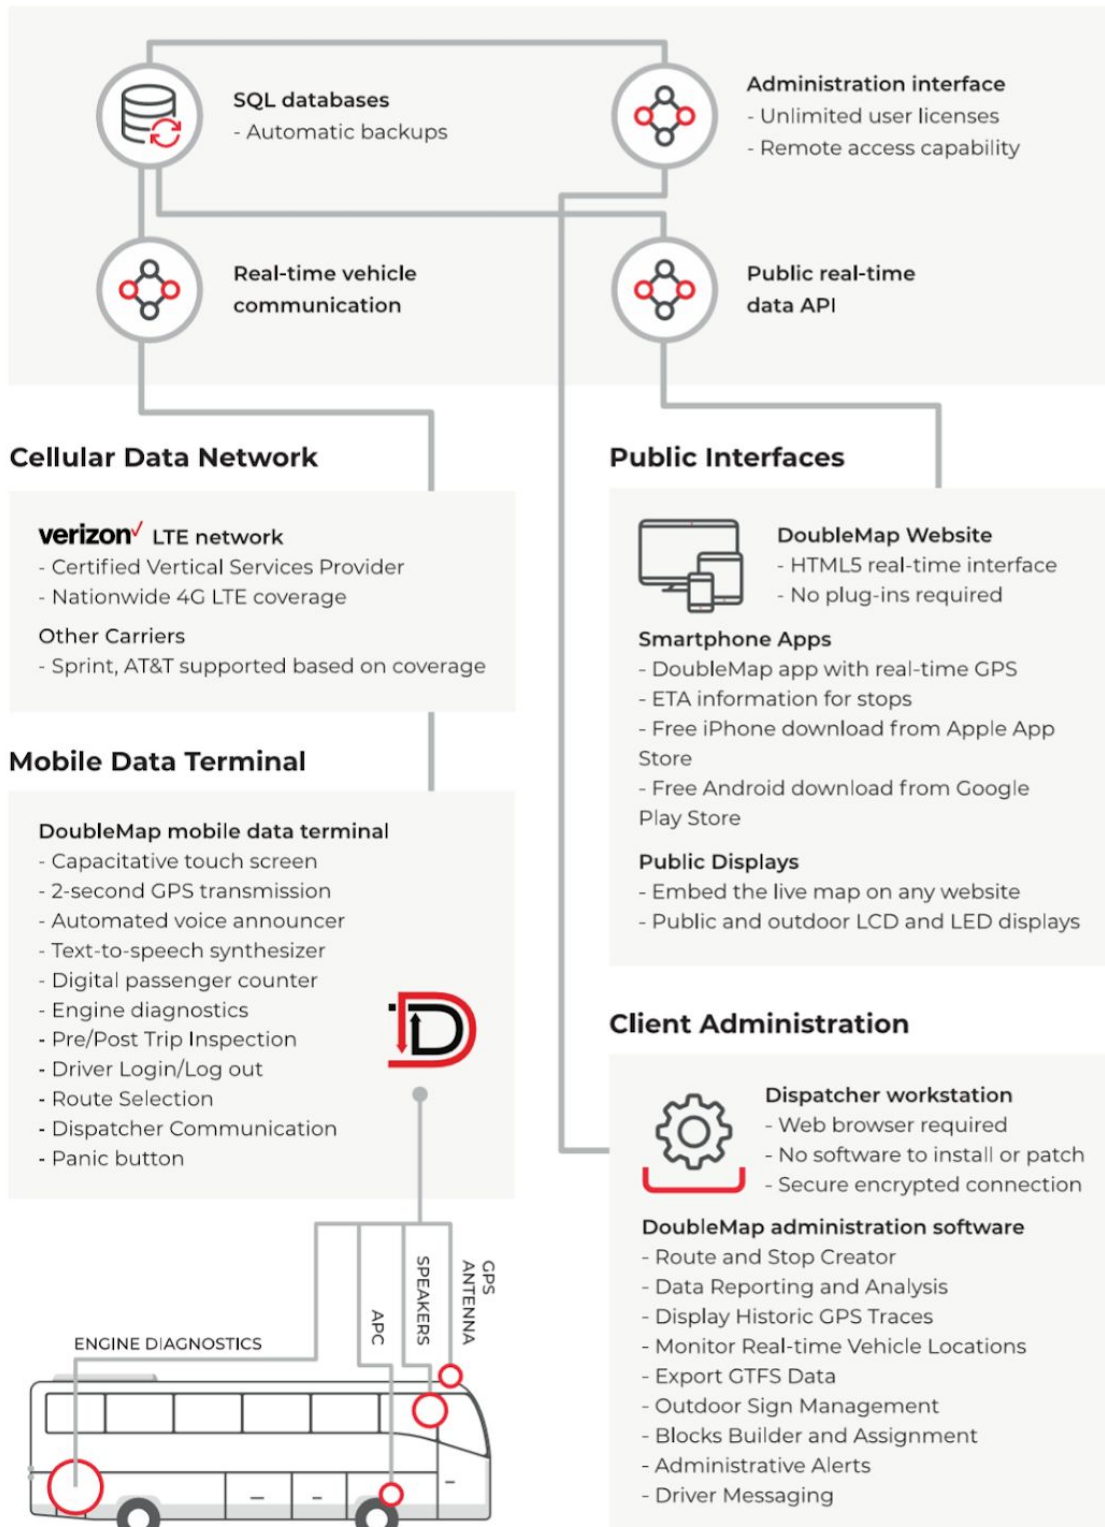 SQL databases
- Automatic backups
Administration interface
- Unlimited user licenses
- Remote access capability
Real-time vehicle
communication
Public real-time
data API
Cellular Data Network
verizon✓ LTE network
- Certified Vertical Services Provider
- Nationwide 4G LTE coverage
Other Carriers
- Sprint, AT&T supported based on coverage
Mobile Data Terminal
DoubleMap mobile data terminal
- Capacitative touch screen
- 2-second GPS transmission
- Automated voice announcer
- Text-to-speech synthesizer
- Digital passenger counter
- Engine diagnostics
- Pre/Post Trip Inspection
- Driver Login/Log out
- Route Selection
- Dispatcher Communication
- Panic button
D
ENGINE DIAGNOSTICS
APC
SPEAKERS
GPS
ANTENNA
Public Interfaces
DoubleMap Website
- HTML5 real-time interface
- No plug-ins required
Smartphone Apps
- DoubleMap app with real-time GPS
- ETA information for stops
- Free iPhone download from Apple App
Store
- Free Android download from Google
Play Store
Public Displays
- Embed the live map on any website
- Public and outdoor LCD and LED displays
Client Administration
Dispatcher workstation
- Web browser required
- No software to install or patch
- Secure encrypted connection
DoubleMap administration software
- Route and Stop Creator
- Data Reporting and Analysis
- Display Historic GPS Traces
- Monitor Real-time Vehicle Locations
- Export GTFS Data
- Outdoor Sign Management
- Blocks Builder and Assignment
- Administrative Alerts
- Driver Messaging